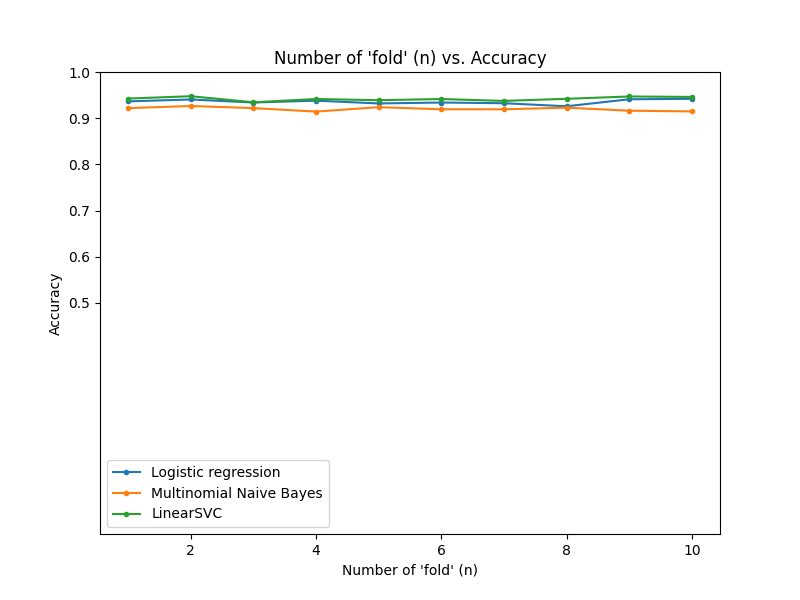 Number of 'fold' (n) vs. Accuracy
1.0
0.9
0.8
0.7
0.6
0.5
Accuracy
Logistic regression
Multinomial Naive Bayes
LinearSVC
2
4
6
8
10
Number of 'fold' (n)